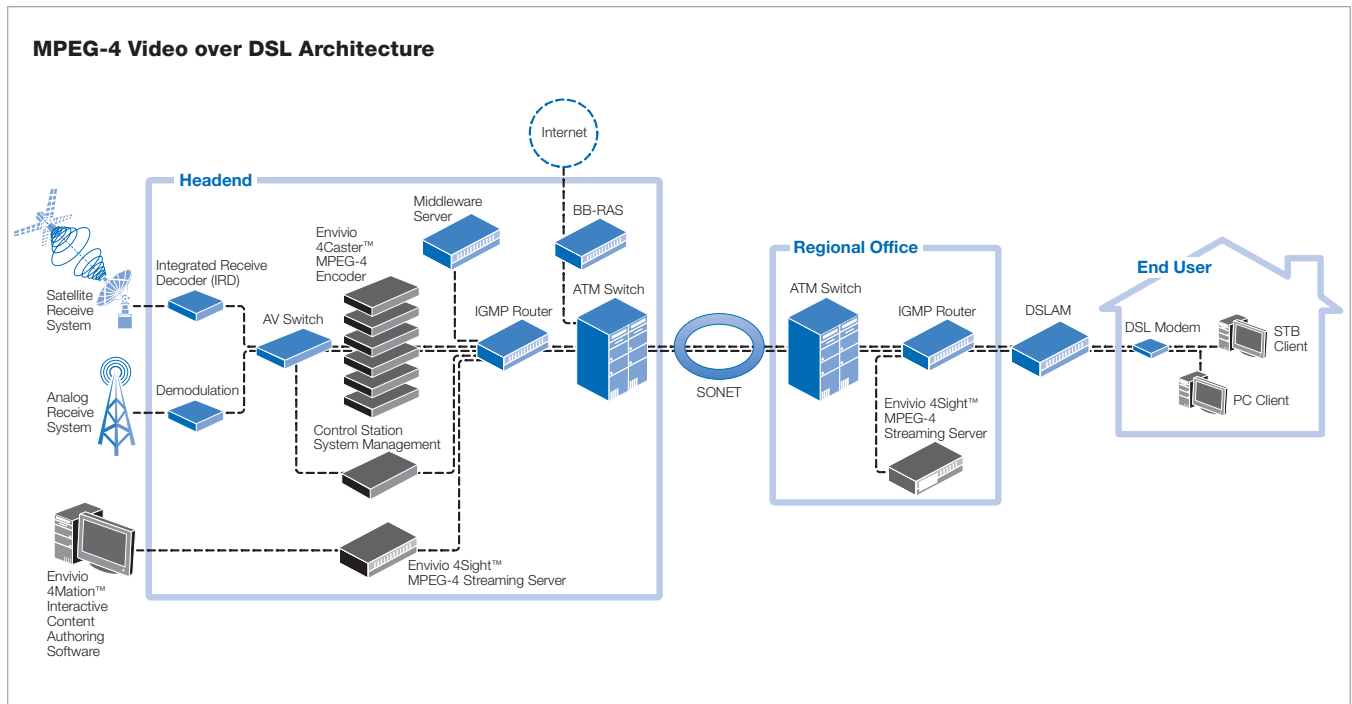 MPEG-4 Video over DSL Architecture
Internet
Headend
Middleware
Server
BB-RAS
Envivio
4Caster™
MPEG-4
Encoder
Integrated Receive
Decoder (IRD)
Satellite
Receive
System
AV Switch
IGMP Router
ATM Switch
Demodulation
Analog
Receive
System
Control Station
System Management
Envivio 4Sight™
MPEG-4 Streaming Server
Envivio
4Mation™
Interactive
Content
Authoring
Software
SONET
Regional Office
ATM Switch
IGMP Router
Envivio 4Sight™
MPEG-4
Streaming Server
DSLAM
End User
DSL Modem
STB
Client
PC Client